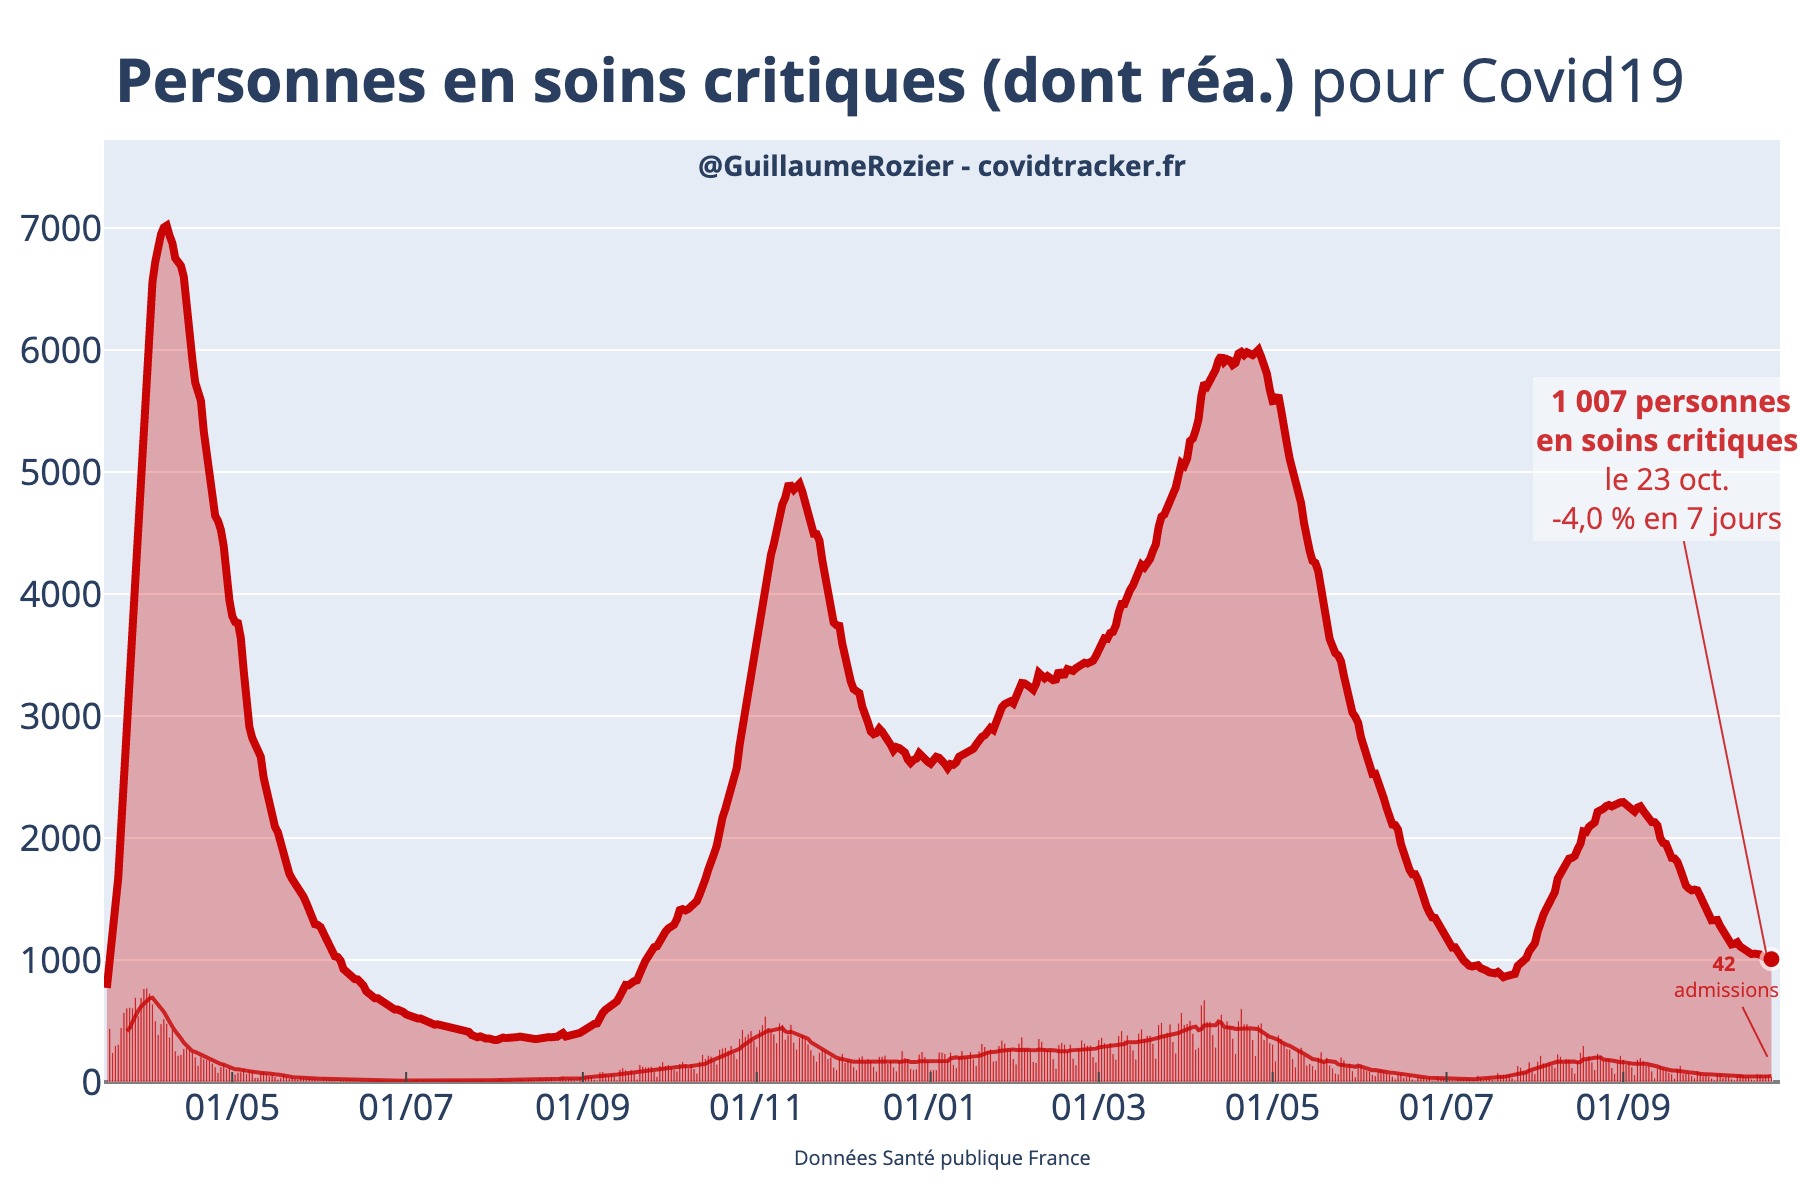 Personnes en soins critiques (dont réa.) pour Covid19
@GuillaumeRozier - covidtracker.fr
7000
6000
5000
4000
3000
2000
1000
0
1 007 personnes
en soins critiques
le 23 oct.
-4,0 % en 7 jours
42
admissions
01/05
01/07
01/09
01/11
01/01
01/03
01/05
01/07
01/09
Données Santé publique France